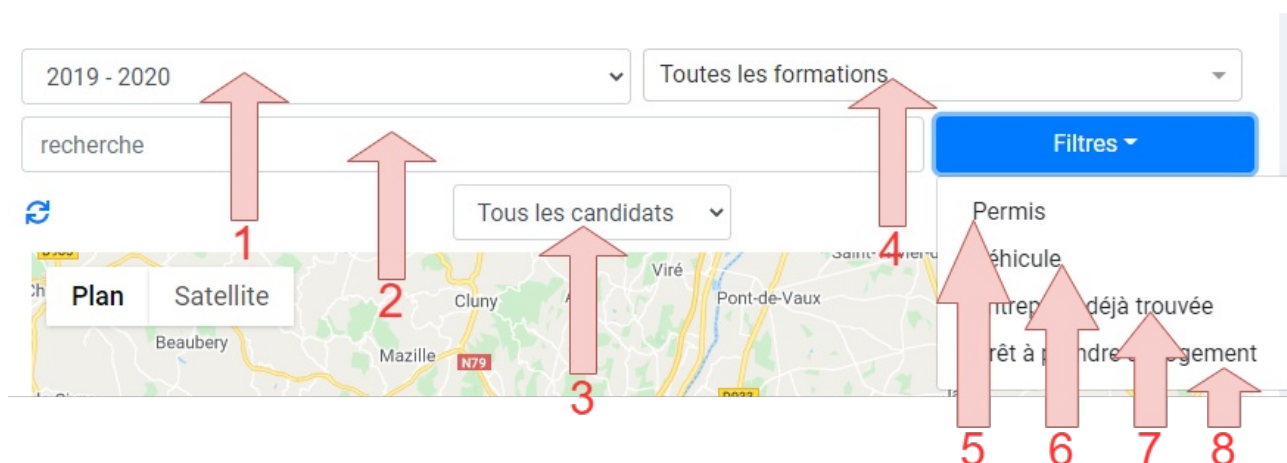 2019 - 2020
Toutes les formations
recherche
Filtres
Tous les candidats
Permis
1
4
éhicule
Viré
Plan Satellite
2
Cluny
Pont-de-Vaux
déjà trouvée
Beaubery
Mazille
N79
3
5 6 7 8